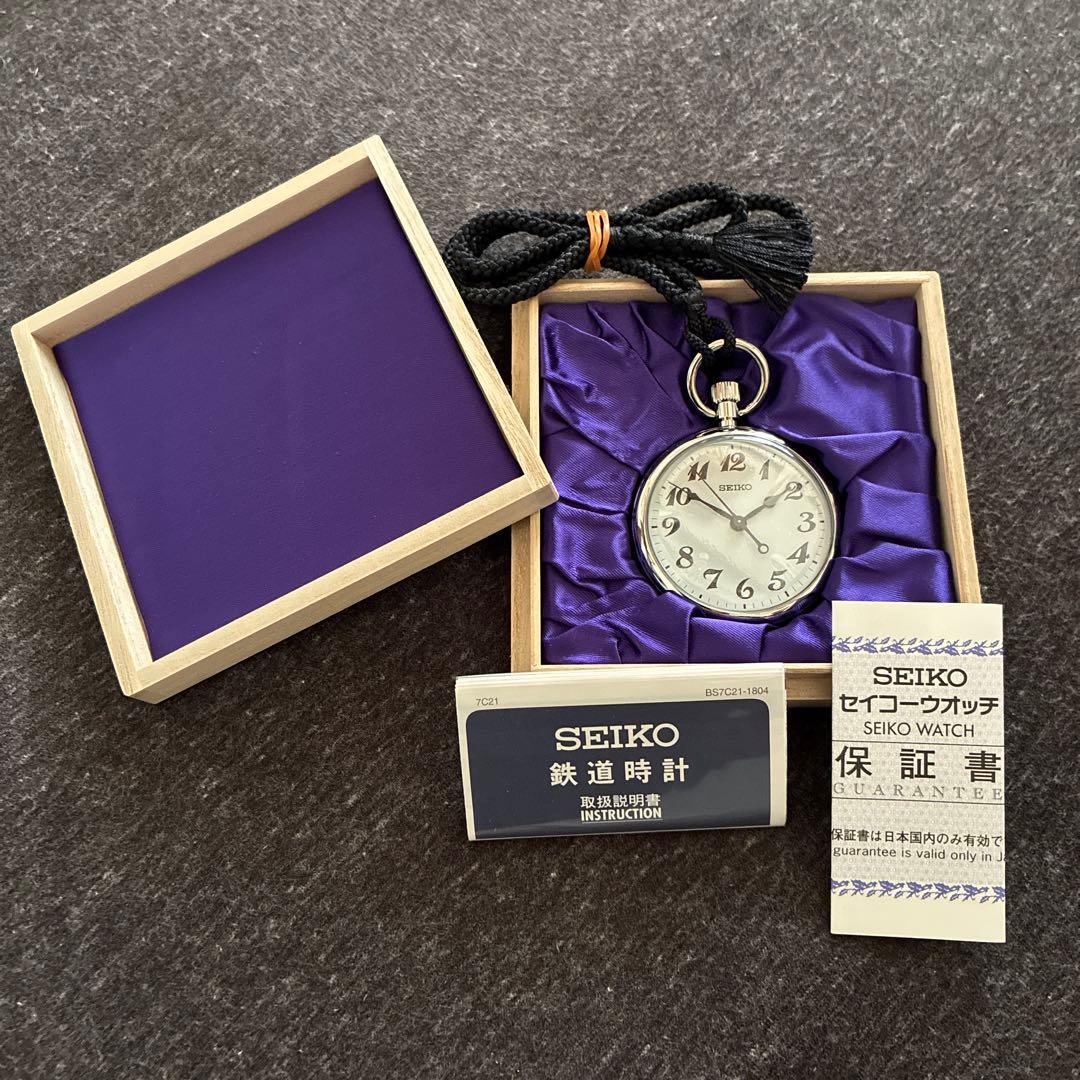 12
1
2
3
4
5
6
7
8
9
10
11
SEIKO
7C21
BS7C21-1804
SEIKO
鉄道時計
取扱説明書
INSTRUCTION
SEIKO
セイコーウオッチ
SEIKO WATCH
保証書
GUARANTEE
保証書は日本国内のみ有効で
guarantee is valid only in